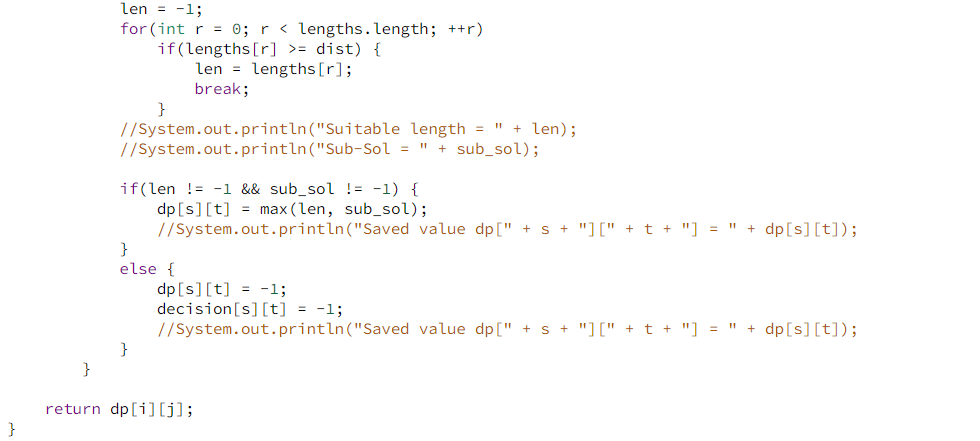 len = -1;
for(int r = 0; r < lengths.length; ++r)
if(lengths[r] >= dist) {
len = lengths[r];
break;
}
//System.out.println("Suitable length = " + len);
//System.out.println("Sub-Sol = " + sub_sol);
if(len != -1 && sub_sol != -1) {
dp[s][t] = max(len, sub_sol);
//System.out.println("Saved value dp[" + s + "][" + t + "] = " + dp[s][t]);
}
else {
dp[s][t] = -1;
decision[s][t] = -1;
//System.out.println("Saved value dp[" + s + "][" + t + "] = " + dp[s][t]);
}
}
return dp[i][j];
}